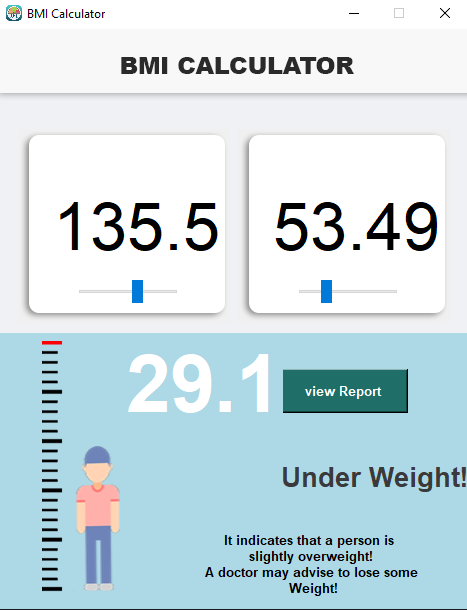 BMI Calculator
BMI CALCULATOR
135.5
53.49
29.1
view Report
Under Weight!
It indicates that a person is
slightly overweight!
A doctor may advise to lose some
Weight!